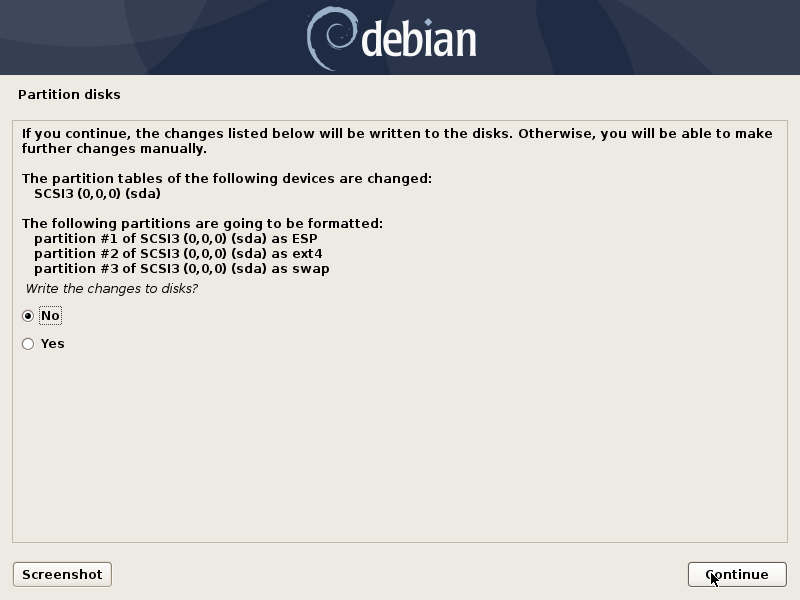 debian
Partition disks
If you continue, the changes listed below will be written to the disks. Otherwise, you will be able to make
further changes manually.
The partition tables of the following devices are changed:
SCSI3 (0,0,0) (sda)
The following partitions are going to be formatted:
partition #1 of SCSI3 (0,0,0) (sda) as ESP
partition #2 of SCSI3 (0,0,0) (sda) as ext4
partition #3 of SCSI3 (0,0,0) (sda) as swap
Write the changes to disks?
No
Yes
Screenshot
Continue